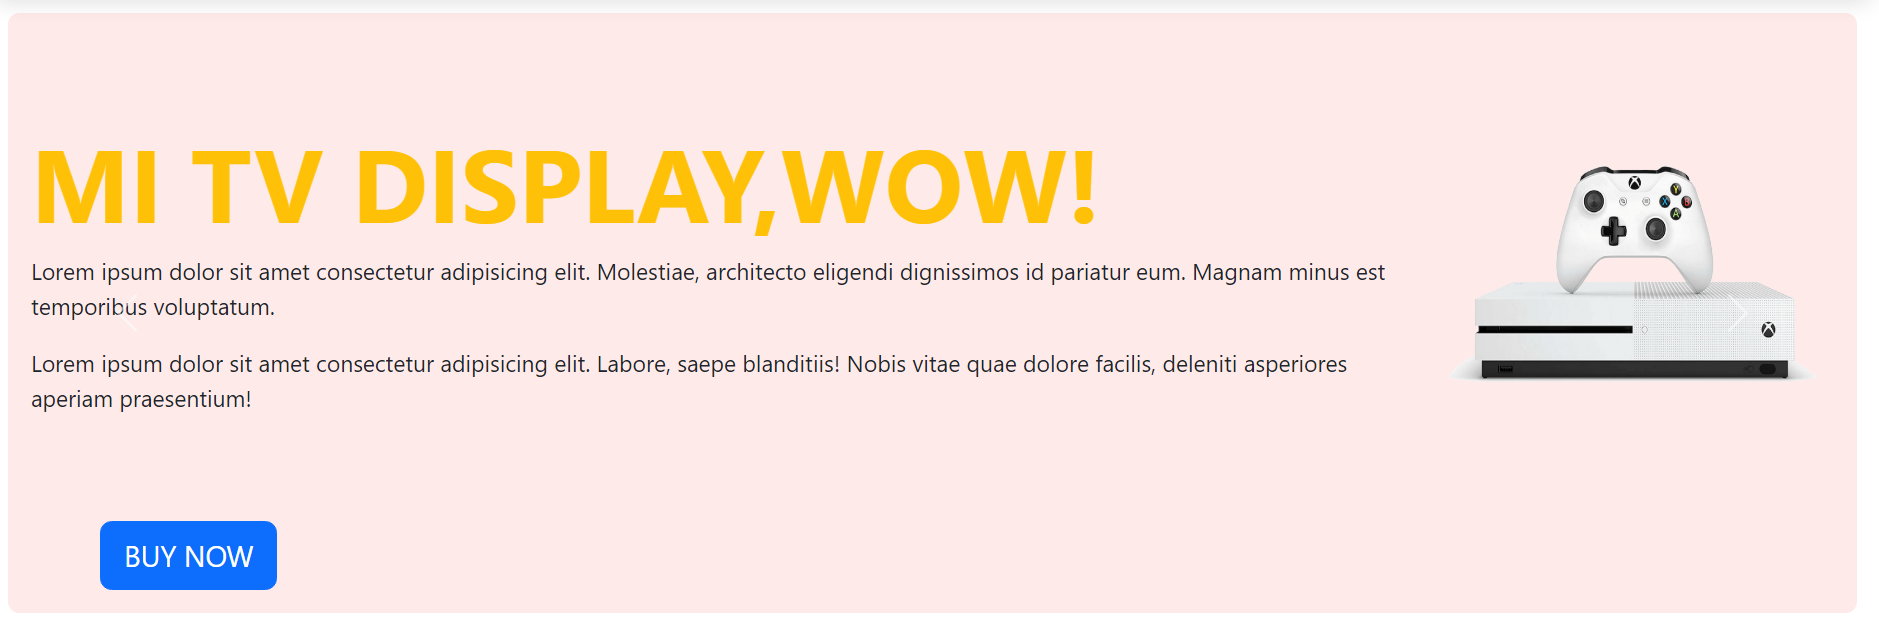 MI TV DISPLAY,WOW!
Lorem ipsum dolor sit amet consectetur adipisicing elit. Molestiae, architecto eligendi dignissimos id pariatur eum. Magnam minus est
temporibus voluptatum.
Lorem ipsum dolor sit amet consectetur adipisicing elit. Labore, saepe blanditiis! Nobis vitae quae dolore facilis, deleniti asperiores
aperiam praesentium!
Y
X B
A
BUY NOW